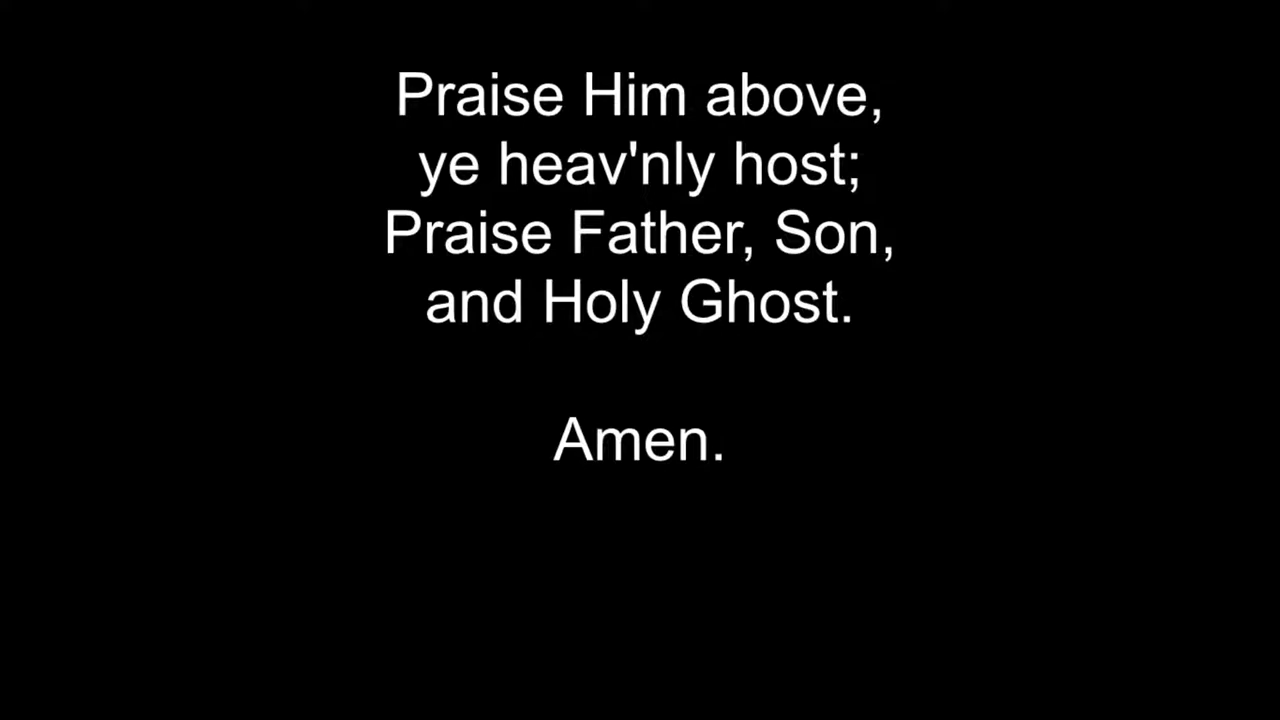 Praise Him above,
ye heav'nly host;
Praise Father, Son,
and Holy Ghost.
Amen.